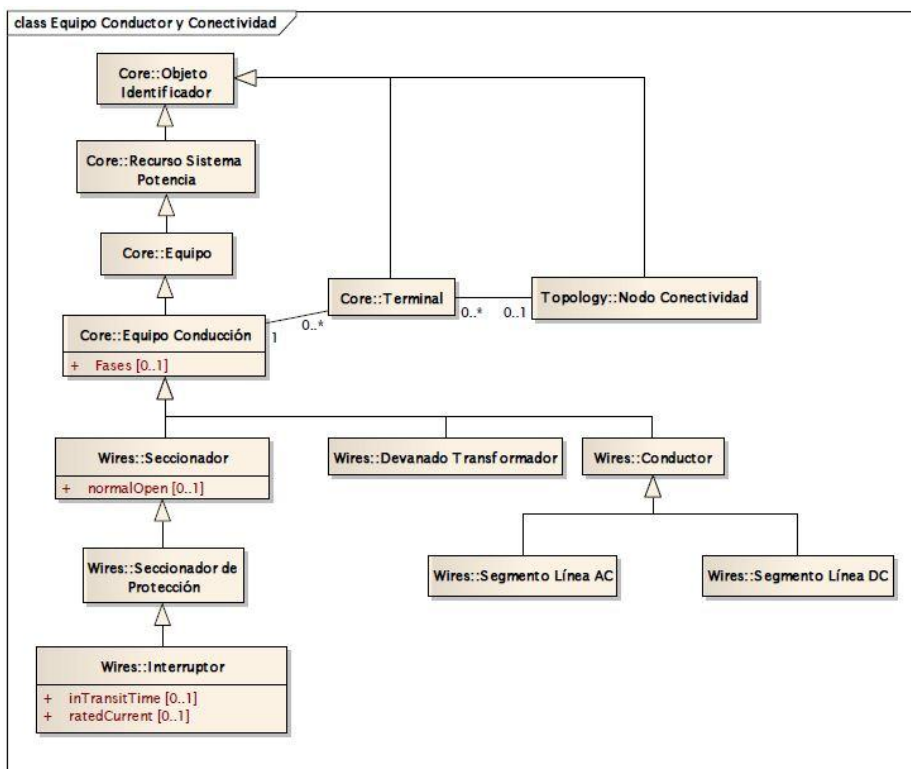 class Equipo Conductor y Conectividad
Core::Objeto
Identificador
Core::Recurso Sistema
Potencia
Core::Equipo
Core::Terminal
Topology::Nodo Conectividad
0..*
0..1
Core::Equipo Conducción
1
0..*
+ Fases [0..1]
Wires::Seccionador
+ normalOpen [0..1]
Wires::Devanado Transformador
Wires::Conductor
Wires::Seccionador de
Protección
Wires::Segmento Línea AC
Wires::Segmento Línea DC
Wires::Interruptor
+ inTransitTime [0..1]
+ ratedCurrent [0..1]